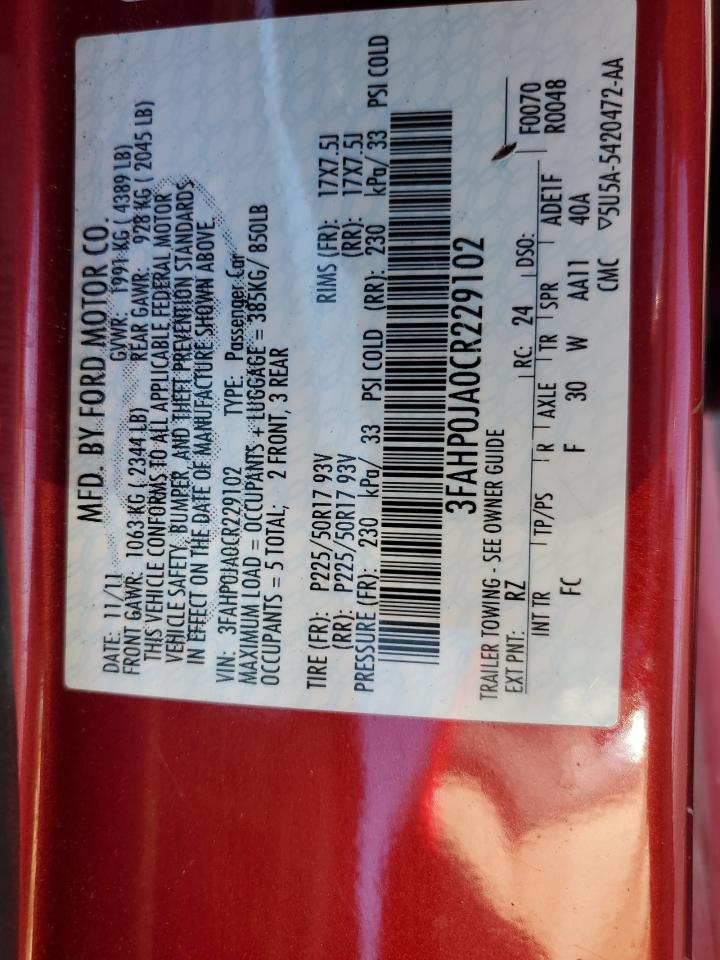 MFD. BY FORD MOTOR CO.
DATE: 11/11 GVWR: 1991 KG ( 4389 LB)
FRONT GAWR: 1063 KG ( 2344 LB) REAR GAWR: 928 KG ( 2045 LB)
THIS VEHICLE CONFORMS TO ALL APPLICABLE FEDERAL MOTOR
VEHICLE SAFETY, BUMPER, AND THEFT PREVENTION STANDARDS
IN EFFECT ON THE DATE OF MANUFACTURE SHOWN ABOVE.
VIN: 3FAHP0JA0CR229102 TYPE: Passenger Car
MAXIMUM LOAD = OCCUPANTS + LUGGAGE = 385KG/ 850LB
OCCUPANTS = 5 TOTAL; 2 FRONT, 3 REAR
TIRE (FR): P225/50R17 93V RIMS (FR): 17X7.5J
(RR): P225/50R17 93V (RR): 17X7.5J
PRESSURE (FR): 230 kPa/ 33 PSI COLD (RR): 230 kPa/ 33 PSI COLD
3FAHP0JA0CR229102
TRAILER TOWING - SEE OWNER GUIDE
EXT PNT: RZ RC: 24 DSO: F0070
INT TR TP/PS R AXLE TR SPR ADE1F R0048
FC F 30 W AA11 40A
CMC ▽5U5A-5420472-AA